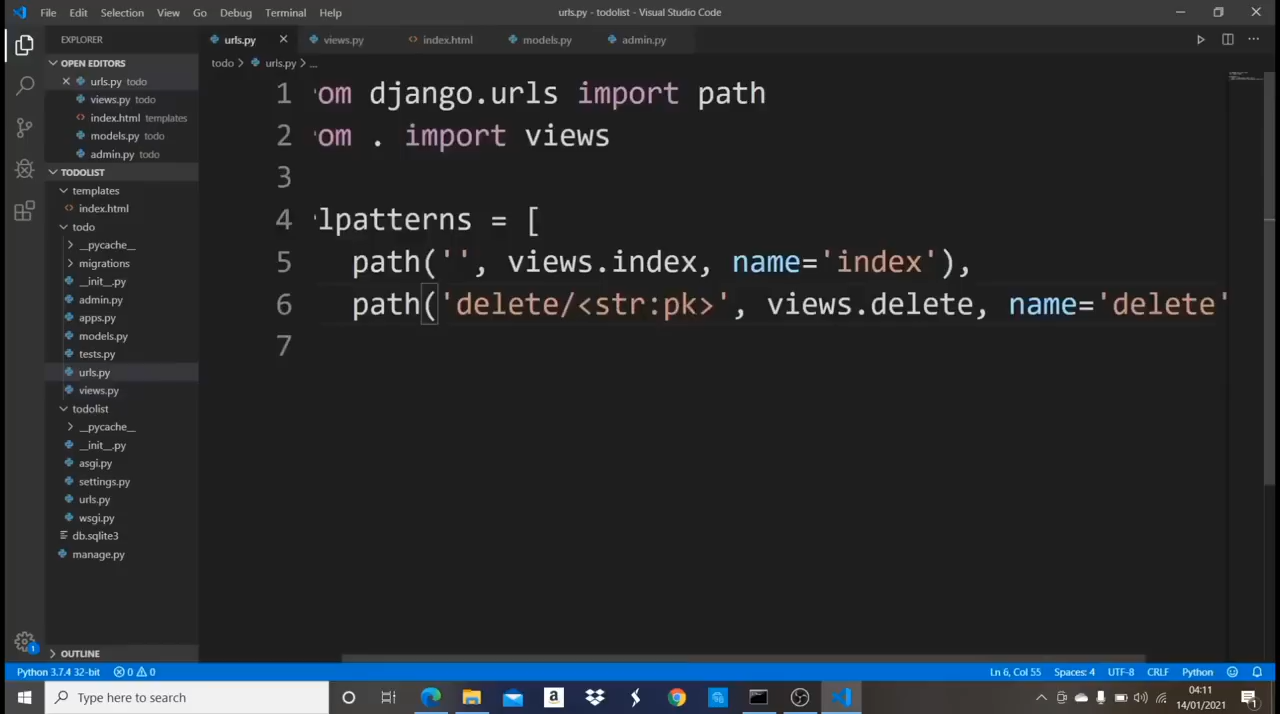 File Edit Selection View Go Debug Terminal Help
urls.py - todolist - Visual Studio Code
EXPLORER
OPEN EDITORS
urls.py todo
views.py todo
index.html templates
models.py todo
admin.py todo
TODOLIST
templates
index.html
todo
__pycache__
migrations
__init__.py
admin.py
apps.py
models.py
tests.py
urls.py
views.py
todolist
__pycache__
__init__.py
asgi.py
settings.py
urls.py
wsgi.py
db.sqlite3
manage.py
OUTLINE
urls.py views.py index.html models.py admin.py
todo > urls.py > ...
1 om django.urls import path
2 om . import views
3
4 lpatterns = [
5 path('', views.index, name='index'),
6 path('delete/<str:pk>', views.delete, name='delete'
7
1
Python 3.7.4 32-bit 0 0 Ln 6, Col 55 Spaces: 4 UTF-8 CRLF Python
Type here to search
04:11
14/01/2021
1